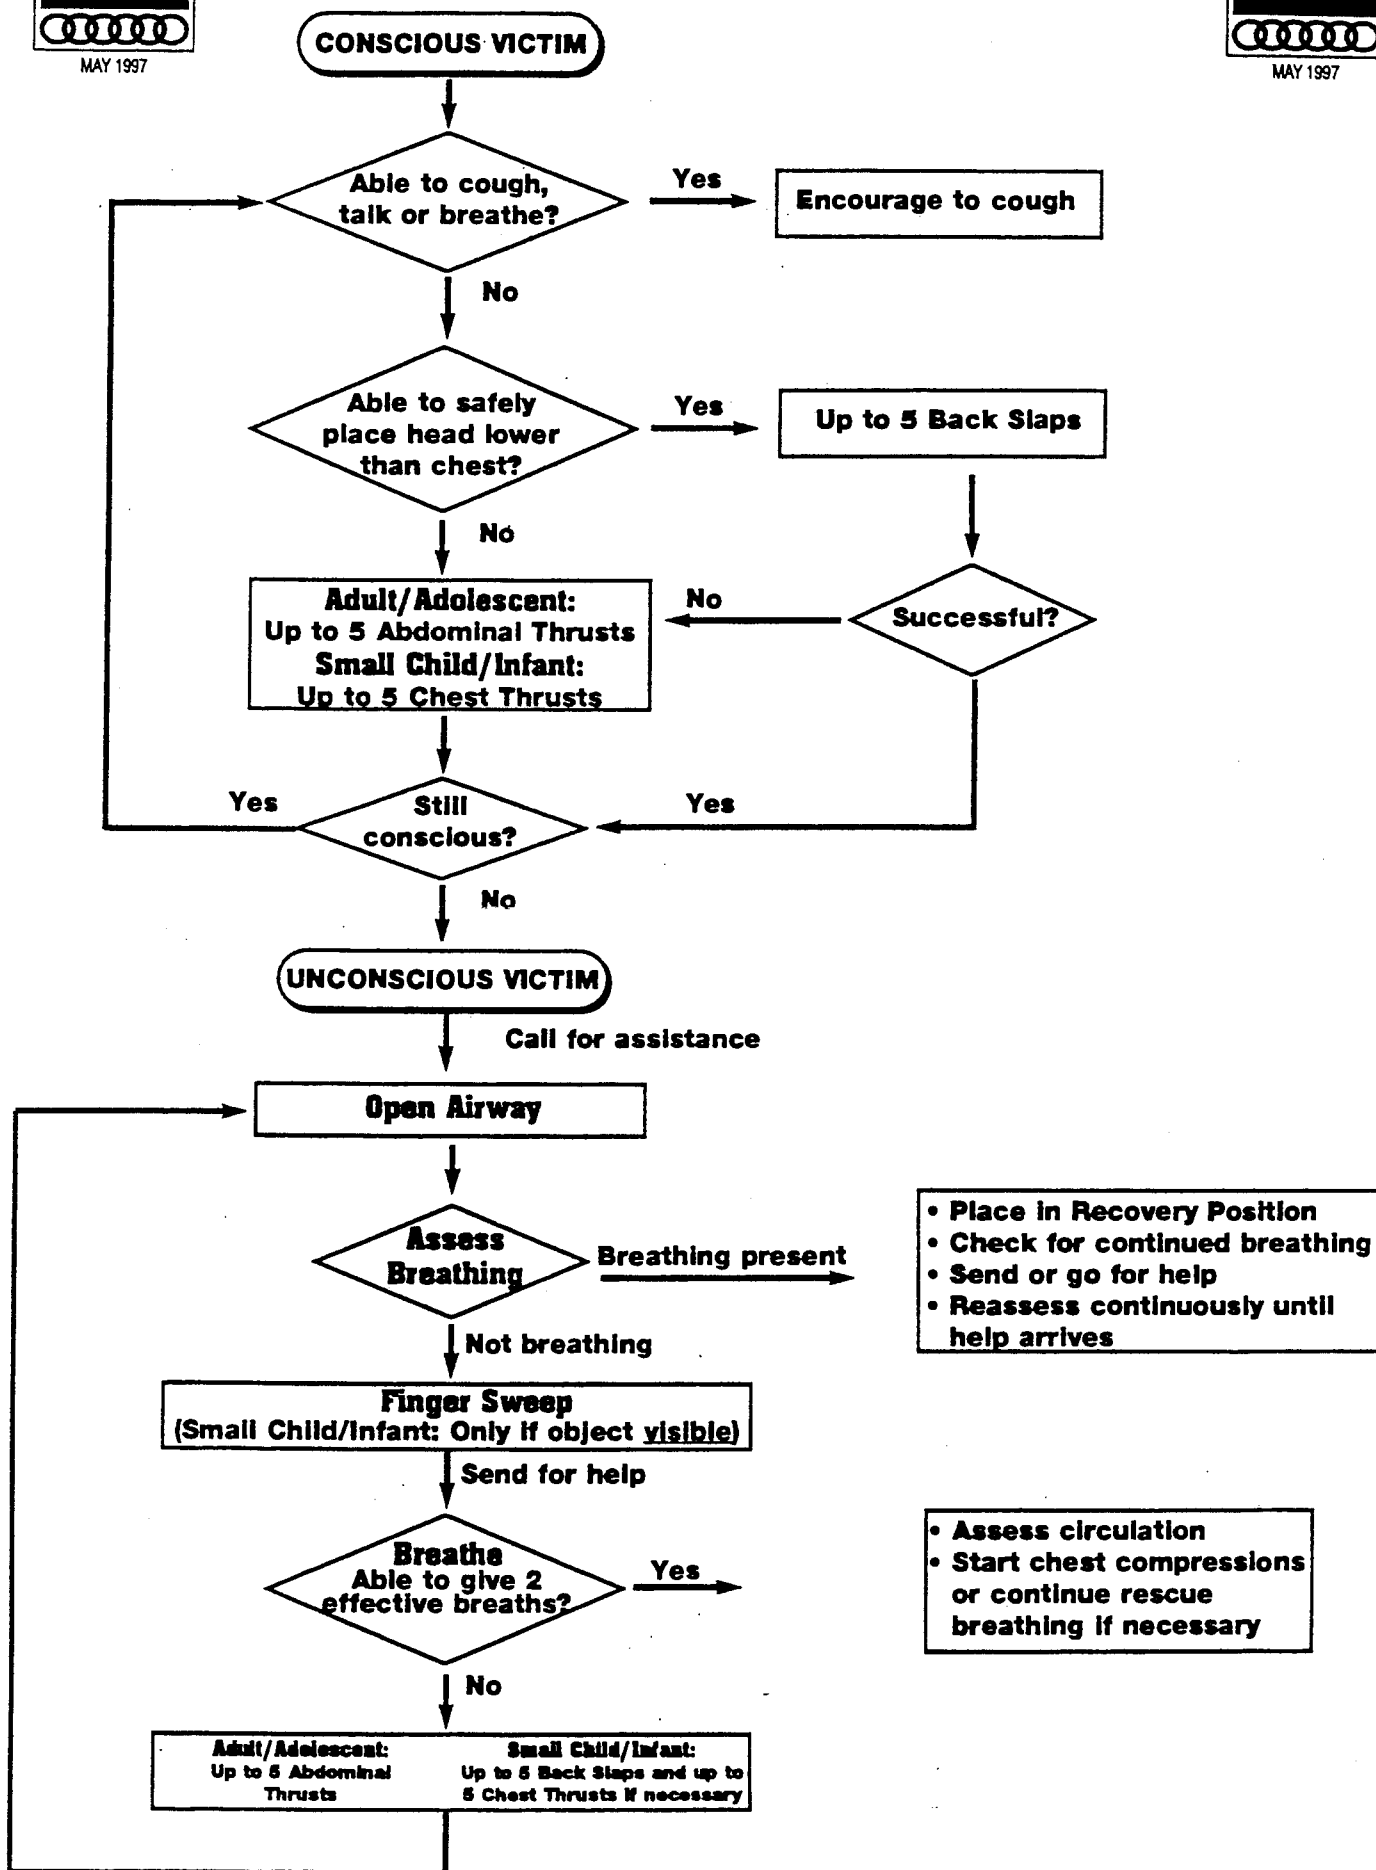 MAY 1997
MAY 1997
CONSCIOUS VICTIM
Able to cough,
talk or breathe?
Yes
Encourage to cough
No
Able to safely
place head lower
than chest?
Yes
Up to 5 Back Slaps
No
Adult/Adolescent:
Up to 5 Abdominal Thrusts
Small Child/Infant:
Up to 5 Chest Thrusts
No
Successful?
Yes
Still
conscious?
Yes
No
UNCONSCIOUS VICTIM
Call for assistance
Open Airway
Assess
Breathing
Breathing present
• Place in Recovery Position
• Check for continued breathing
• Send or go for help
• Reassess continuously until
help arrives
Not breathing
Finger Sweep
(Small Child/Infant: Only if object visible)
Send for help
Breathe
Able to give 2
effective breaths?
Yes
• Assess circulation
• Start chest compressions
or continue rescue
breathing if necessary
No
Adult/Adolescent:
Up to 5 Abdominal
Thrusts
Small Child/Infant:
Up to 5 Back Slaps and up to
5 Chest Thrusts if necessary